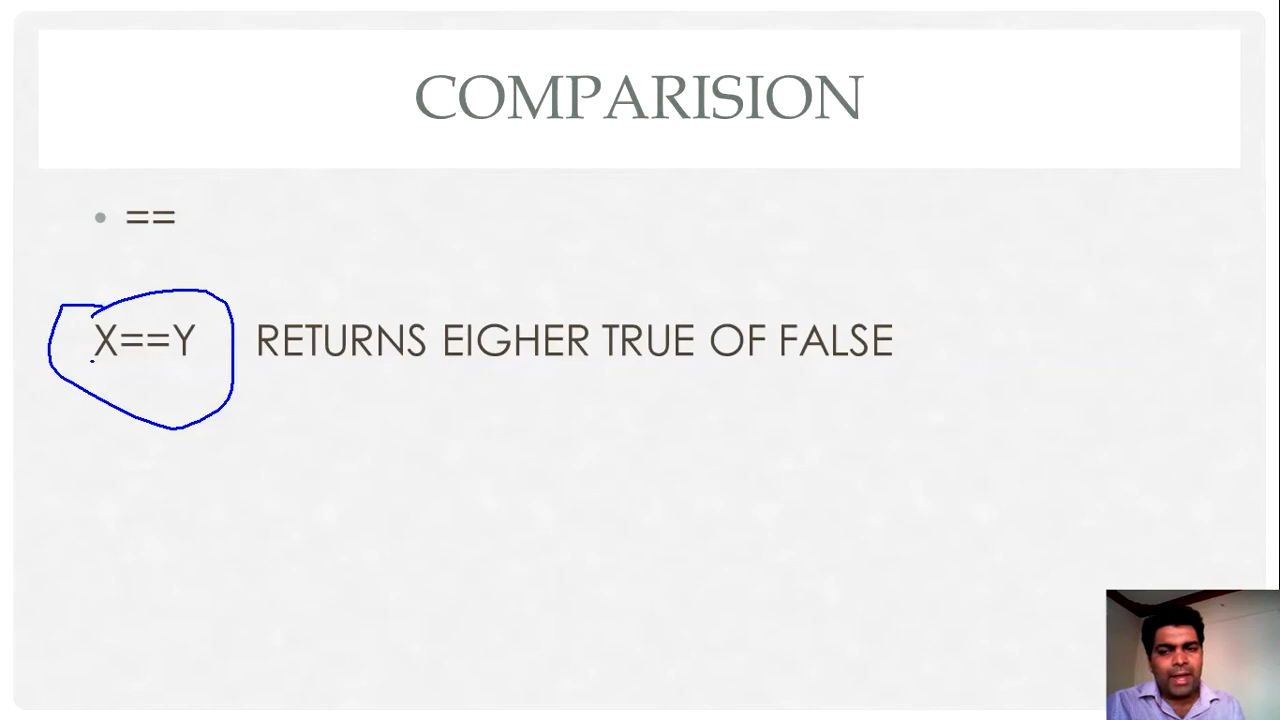 COMPARISION
• ==
X==Y RETURNS EIGHER TRUE OF FALSE